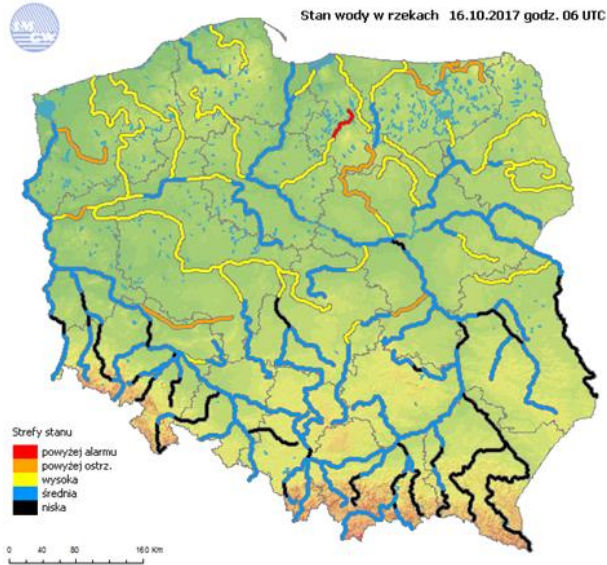 Stan wody w rzekach 16.10.2017 godz. 06 UTC
Strefy stanu
powyżej alarmu
powyżej ostrz.
wysoka
średnia
niska
0 40 80 160 Km